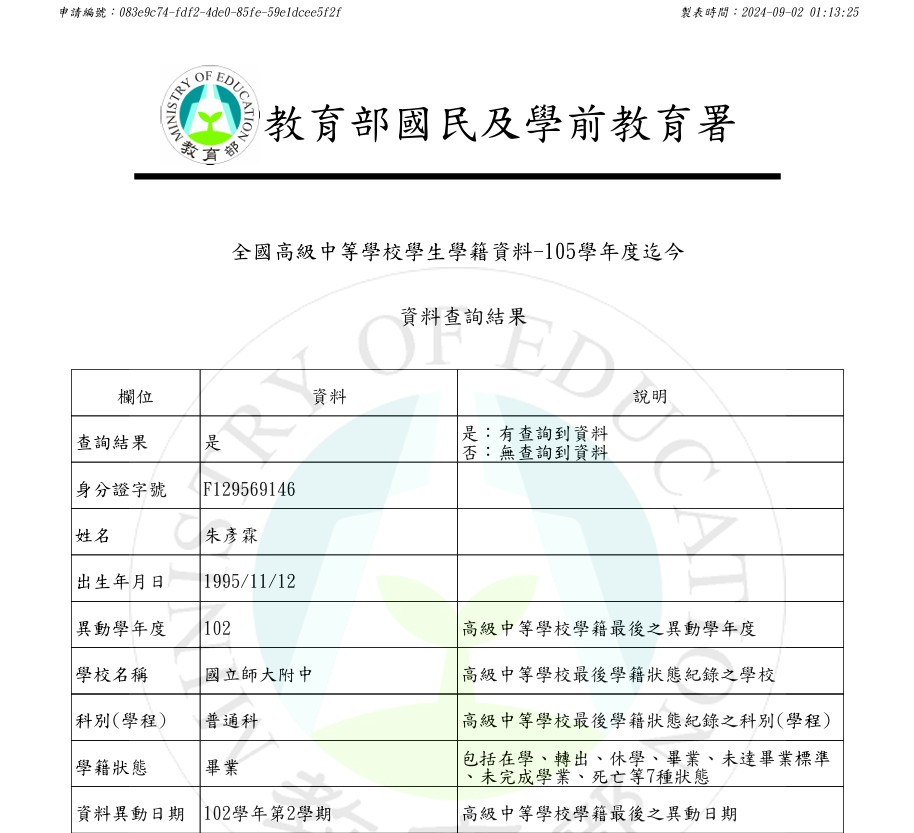 申請編號：083e9c74-fdf2-4de0-85fe-59e1dcee5f2f 製表時間：2024-09-02 01:13:25
MINISTRY OF EDUCATION
教育部
教育部國民及學前教育署
全國高級中等學校學生學籍資料-105學年度迄今
資料查詢結果
欄位 資料 說明
查詢結果 是 是：有查詢到資料
否：無查詢到資料
身分證字號 F129569146
姓名 朱彥霖
出生年月日 1995/11/12
異動學年度 102 高級中等學校學籍最後之異動學年度
學校名稱 國立師大附中 高級中等學校最後學籍狀態紀錄之學校
科別(學程) 普通科 高級中等學校最後學籍狀態紀錄之科別(學程)
學籍狀態 畢業 包括在學、轉出、休學、畢業、未達畢業標準
、未完成學業、死亡等7種狀態
資料異動日期 102學年第2學期 高級中等學校學籍最後之異動日期
MINISTRY OF EDUCATION
教育部